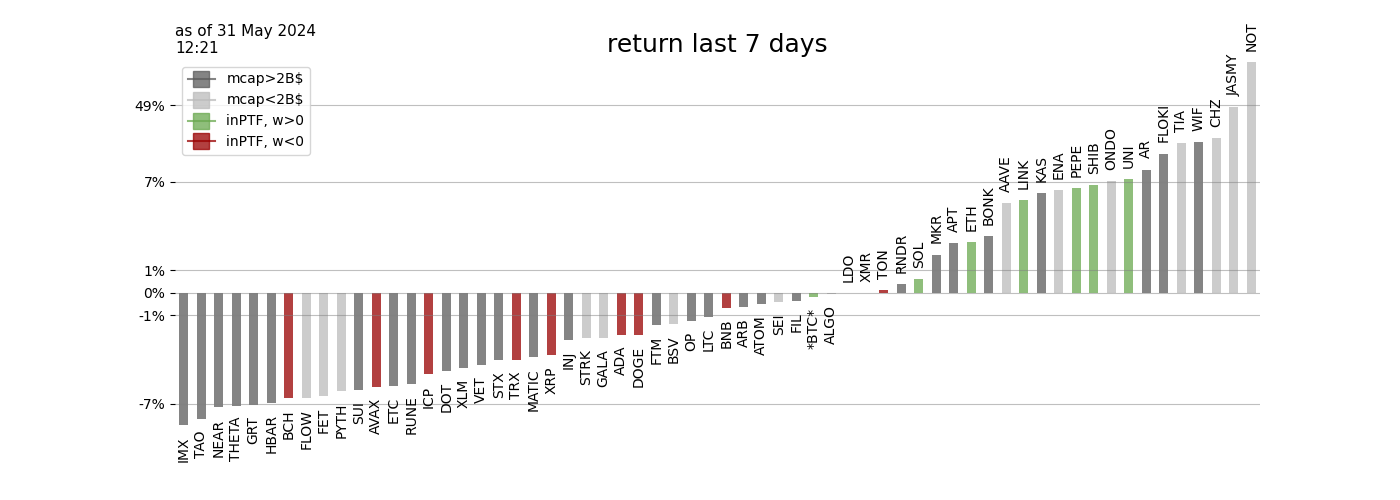 as of 31 May 2024
12:21
return last 7 days
mcap>2B$
mcap<2B$
inPTF, w>0
inPTF, w<0
49%
7%
1%
0%
-1%
-7%
IMX
TAO
NEAR
THETA
GRT
HBAR
BCH
FLOW
FET
PYTH
SUI
AVAX
ETC
RUNE
ICP
DOT
XLM
VET
STX
TRX
MATIC
XRP
INJ
STRK
GALA
ADA
DOGE
FTM
BSV
OP
LTC
BNB
ARB
ATOM
SEI
FIL
*BTC*
ALGO
LDO
XMR
TON
RNDR
SOL
MKR
APT
ETH
BONK
AAVE
LINK
KAS
ENA
PEPE
SHIB
ONDO
UNI
AR
FLOKI
TIA
WIF
CHZ
JASMY
NOT